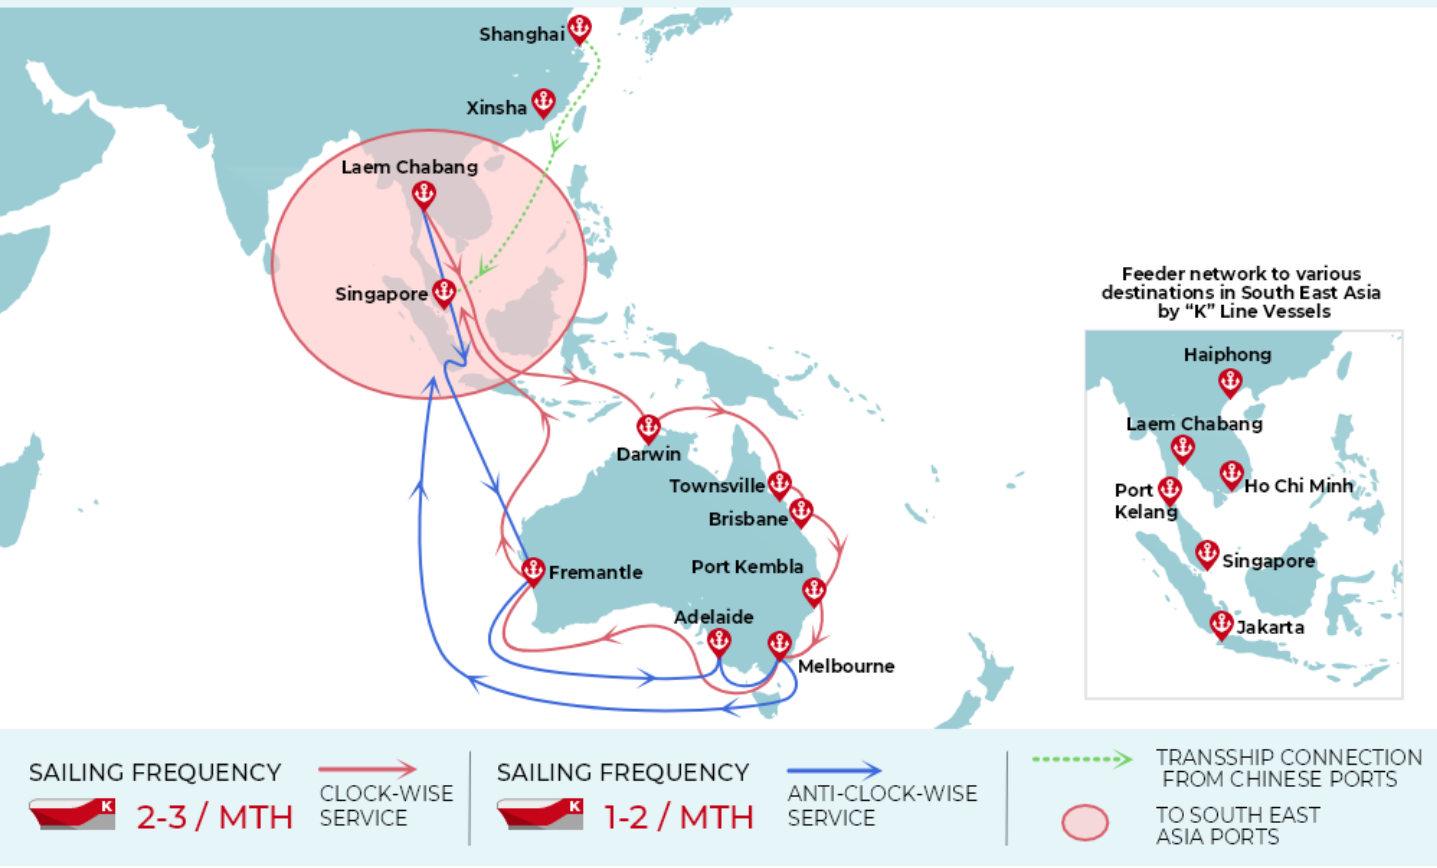 Shanghai
Xinsha
Laem Chabang
Singapore
Darwin
Townsville
Brisbane
Port Kembla
Fremantle
Adelaide
Melbourne
Feeder network to various
destinations in South East Asia
by “K” Line Vessels
Haiphong
Laem Chabang
Ho Chi Minh
Port
Kelang
Singapore
Jakarta
SAILING FREQUENCY
K
2-3 / MTH
CLOCK-WISE
SERVICE
SAILING FREQUENCY
K
1-2 / MTH
ANTI-CLOCK-WISE
SERVICE
TRANSSHIP CONNECTION
FROM CHINESE PORTS
TO SOUTH EAST
ASIA PORTS